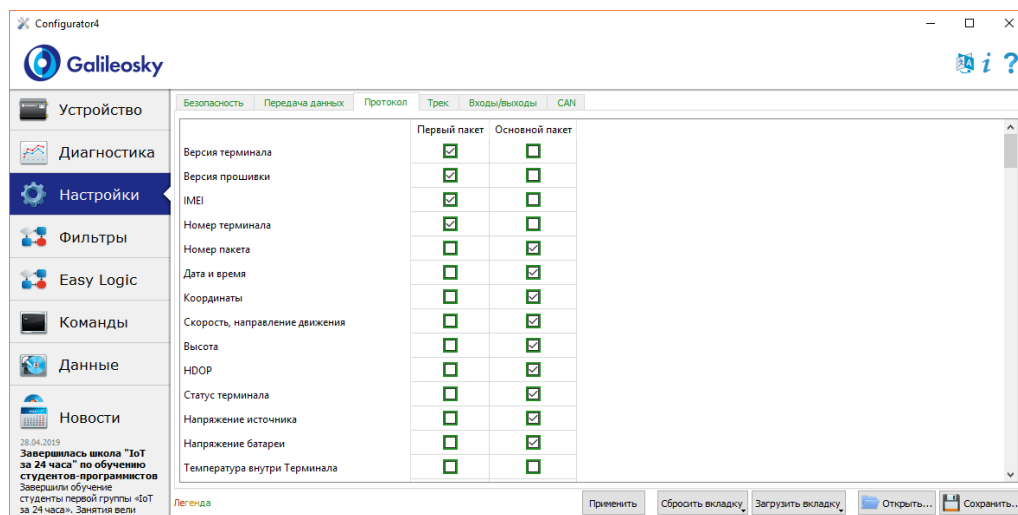 Configurator4
Galileosky
Устройство
Диагностика
Настройки
Фильтры
Easy Logic
Команды
Данные
Новости
28.04.2019
Завершилась школа "IoT
за 24 часа" по обучению
студентов-программистов
Завершили обучение
студенты первой группы «IoT
за 24 часа». Занятия вели
Безопасность Передача данных Протокол Трек Входы/выходы CAN
Первый пакет Основной пакет
Версия терминала
Версия прошивки
IMEI
Номер терминала
Номер пакета
Дата и время
Координаты
Скорость, направление движения
Высота
HDOP
Статус терминала
Напряжение источника
Напряжение батареи
Температура внутри Терминала
Легенда
Применить Сбросить вкладку Загрузить вкладку Открыть... Сохранить...